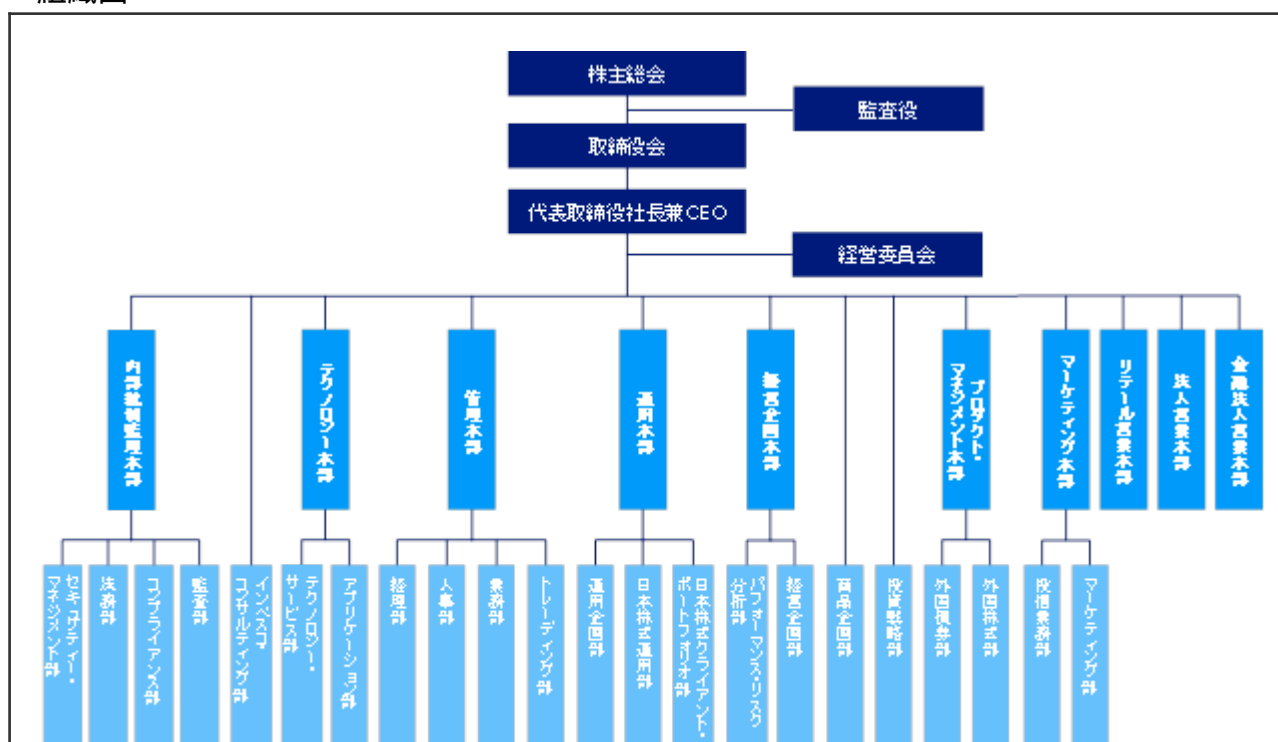 組織図
株主総会
監査役
取締役会
代表取締役社長兼CEO
経営委員会
内部統制監理本部
テクノロジー本部
管理本部
運用本部
経営企画本部
プロダクト・
マネジメント本部
マーケティング本部
リテール営業本部
法人営業本部
金融法人営業本部
セキュリティー・
マネジメント部
法務部
コンプライアンス部
監査部
インベスコ・
コンサルティング部
テクノロジー・
サービス部
アプリケーション部
経理部
人事部
業務部
トレーディング部
運用企画部
日本株式運用部
日本株式クライアント・
ポートフォリオ部
パフォーマンス・リスク
分析部
経営企画部
商品企画部
投資戦略部
外国債券部
外国株式部
投信業務部
マーケティング部